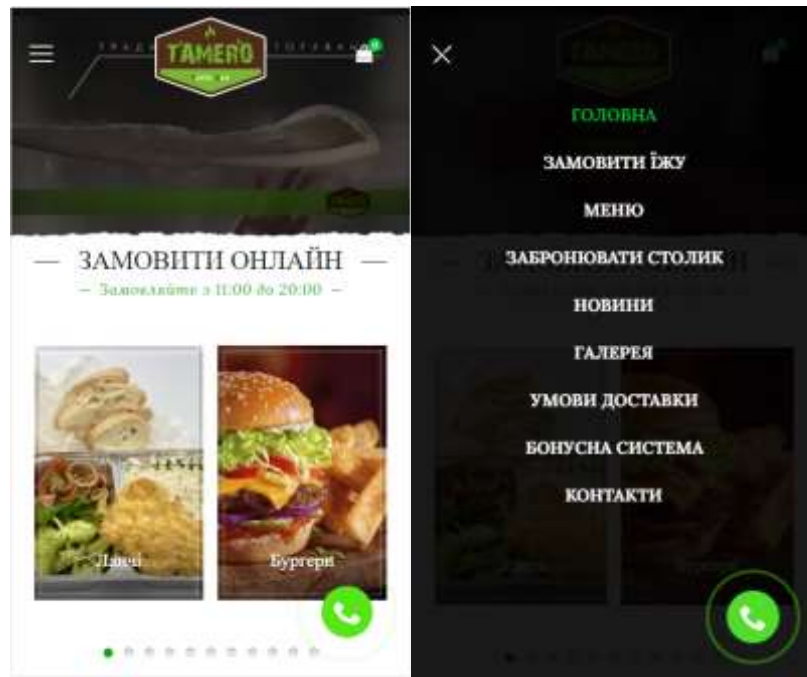 TAMERO
0
ЗАМОВИТИ ОНЛАЙН
Замовляйте з 11:00 до 20:00
Ланчі
Бургери
ГОЛОВНА
ЗАМОВИТИ ЇЖУ
МЕНЮ
ЗАБРОНЮВАТИ СТОЛИК
НОВИНИ
ГАЛЕРЕЯ
УМОВИ ДОСТАВКИ
БОНУСНА СИСТЕМА
КОНТАКТИ